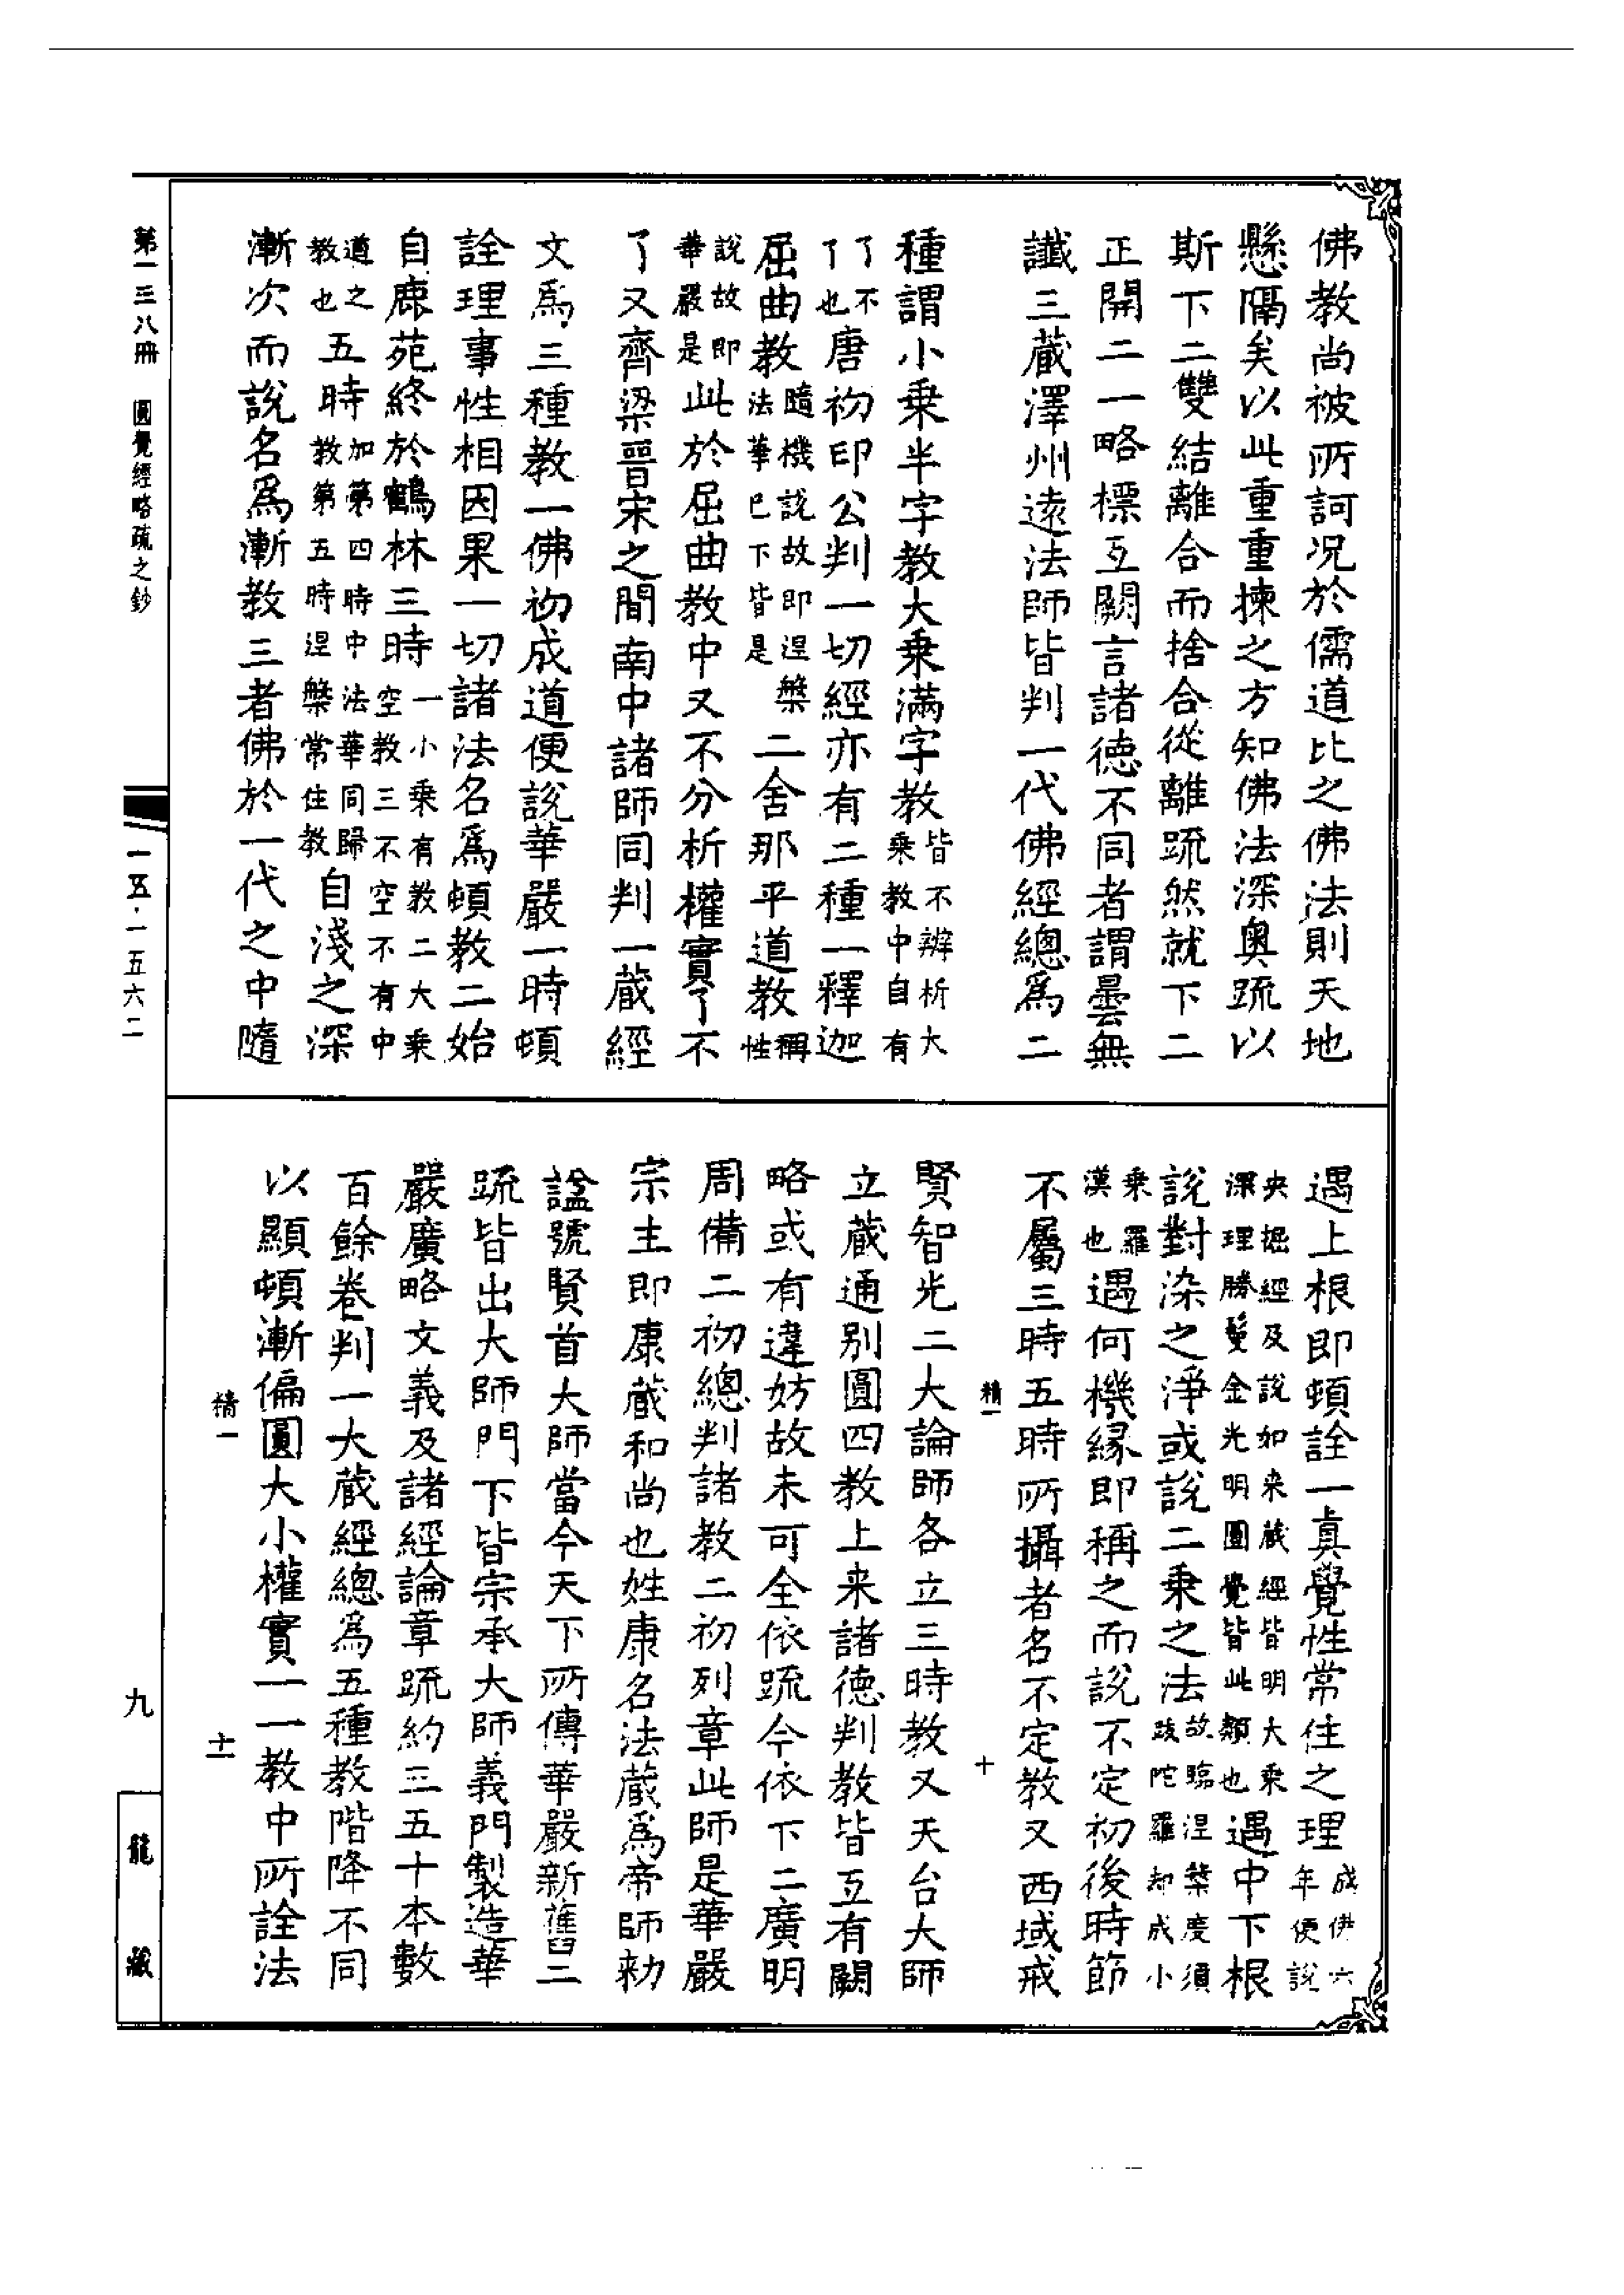 佛教尚被所訶況於儒道比之佛法則天地
懸隔矣以此重重揀之方知佛法深奧疏以
斯下二雙結離合而捨合從離疏然就下二
正開二一略標互闕言諸德不同者謂曇無
讖三藏澤州遠法師皆判一代佛經總為二
種謂小乘半字教大乘滿字教皆不辨析大乘教中自有
了不了也唐初印公判一切經亦有二種一釋迦
屈曲教隨機說故即涅槃法華已下皆是二舍那平道教稱性
說故即華嚴是此於屈曲教中又不分析權實了不
了又齊梁晉宋之間南中諸師同判一藏經
文為三種教一佛初成道便說華嚴一時頓
詮理事性相因果一切諸法名為頓教二始
自鹿苑終於鶴林三時一小乘有教二大乘空教三不空不有中
道之教也五時加第四時中法華同歸教第五時涅槃常住教自淺之深
漸次而說名為漸教三者佛於一代之中隨
遇上根即頓詮一真覺性常住之理成佛六年便說
央掘經及說如来藏經皆明大乘深理勝鬘金光明圓覺皆此類也遇中下根
說對染之淨或說二乘之法故臨涅槃度須跋陀羅却成小
乘羅漢也遇何機緣即稱之而說不定初後時節
不屬三時五時所攝者名不定教又西域戒
賢智光二大論師各立三時教又天台大師
立藏通別圓四教上来諸德判教皆互有闕
略或有違妨故未可全依疏今依下二廣明
周備二初總判諸教二初列章此師是華嚴
宗主即康藏和尚也姓康名法藏為帝師勑
諡號賢首大師當今天下所傳華嚴新舊二
疏皆出大師門下皆宗承大師義門製造華
嚴廣略文義及諸經論章疏約三五十本數
百餘卷判一大藏經總為五種教階降不同
以顯頓漸偏圓大小權實一一教中所詮法
精一 十
精一 十一
第一三八冊 圓覺經略疏之鈔
一五·一五六二
九
龍藏